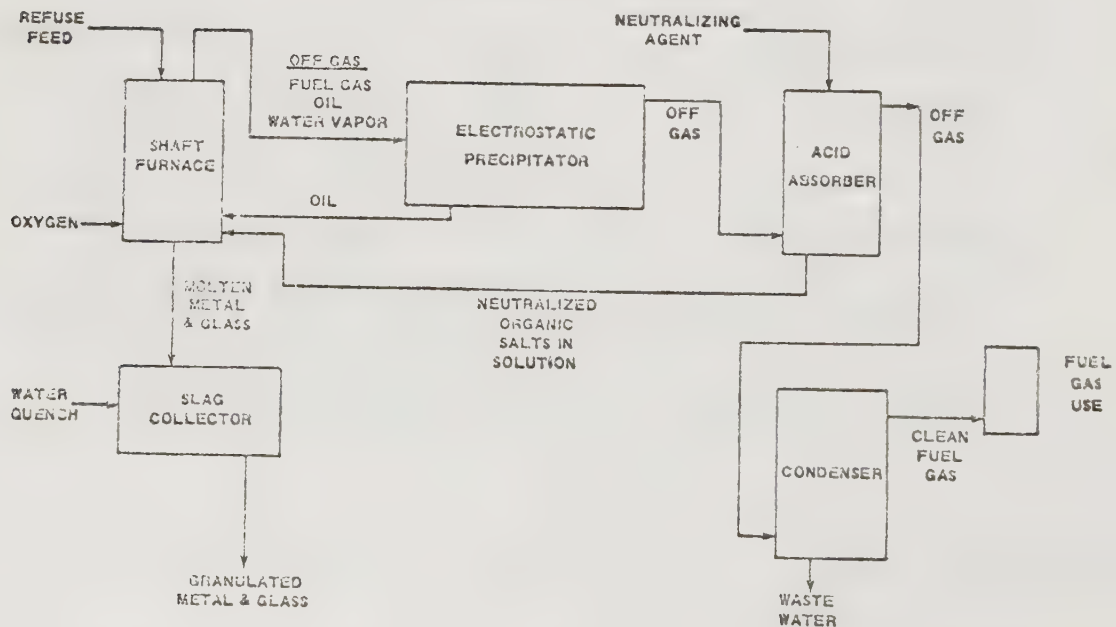 REFUSE
FEED
OFF GAS
FUEL GAS
OIL
WATER VAPOR
NEUTRALIZING
AGENT
SHAFT
FURNACE
ELECTROSTATIC
PRECIPITATOR
OFF
GAS
ACID
ABSORBER
OFF
GAS
OXYGEN
OIL
MOLTEN
METAL
& GLASS
NEUTRALIZED
ORGANIC
SALTS IN
SOLUTION
WATER
QUENCH
SLAG
COLLECTOR
CONDENSER
CLEAN
FUEL
GAS
FUEL
GAS
USE
GRANULATED
METAL & GLASS
WASTE
WATER